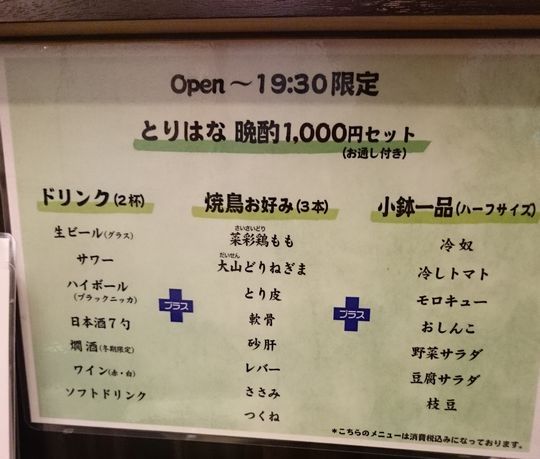 Open～19:30限定
とりはな 晩酌1,000円セット
(お通し付き)
ドリンク(2杯)
生ビール(グラス)
サワー
ハイボール
(ブラックニッカ)
日本酒7勺
燗酒(冬期限定)
ワイン(赤・白)
ソフトドリンク
プラス
焼鳥お好み(3本)
さいさいどり
菜彩鶏もも
だいせん
大山どりねぎま
とり皮
軟骨
砂肝
レバー
ささみ
つくね
プラス
小鉢一品(ハーフサイズ)
冷奴
冷しトマト
モロキュー
おしんこ
野菜サラダ
豆腐サラダ
枝豆
*こちらのメニューは消費税込みになっております。